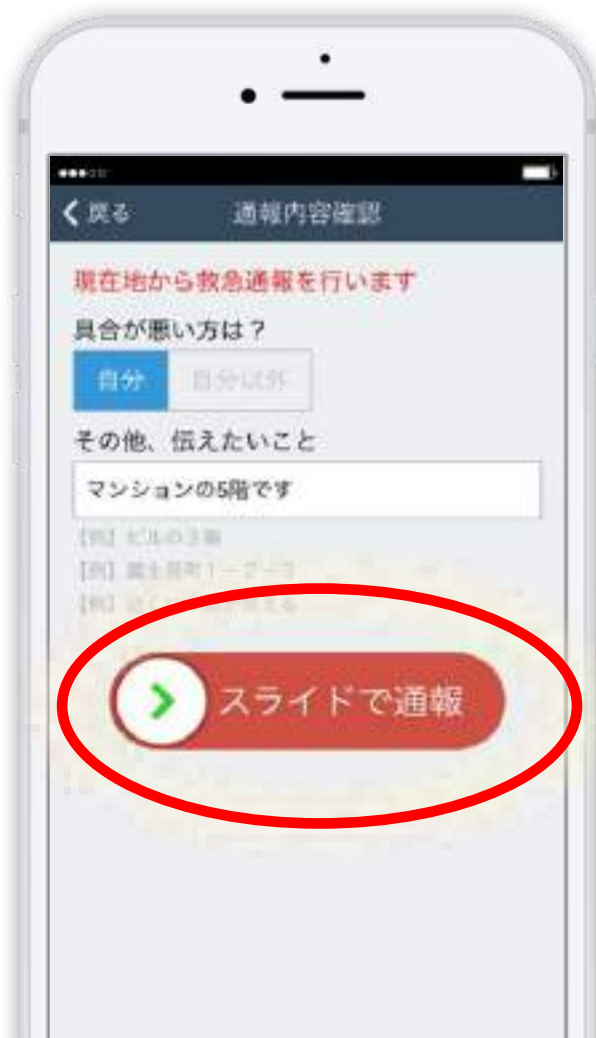 戻る 通報内容確認
現在地から救急通報を行います
具合が悪い方は？
自分 自分以外
その他、伝えたいこと
マンションの5階です
【例】ビルの3階
【例】
【例】
スライドで通報